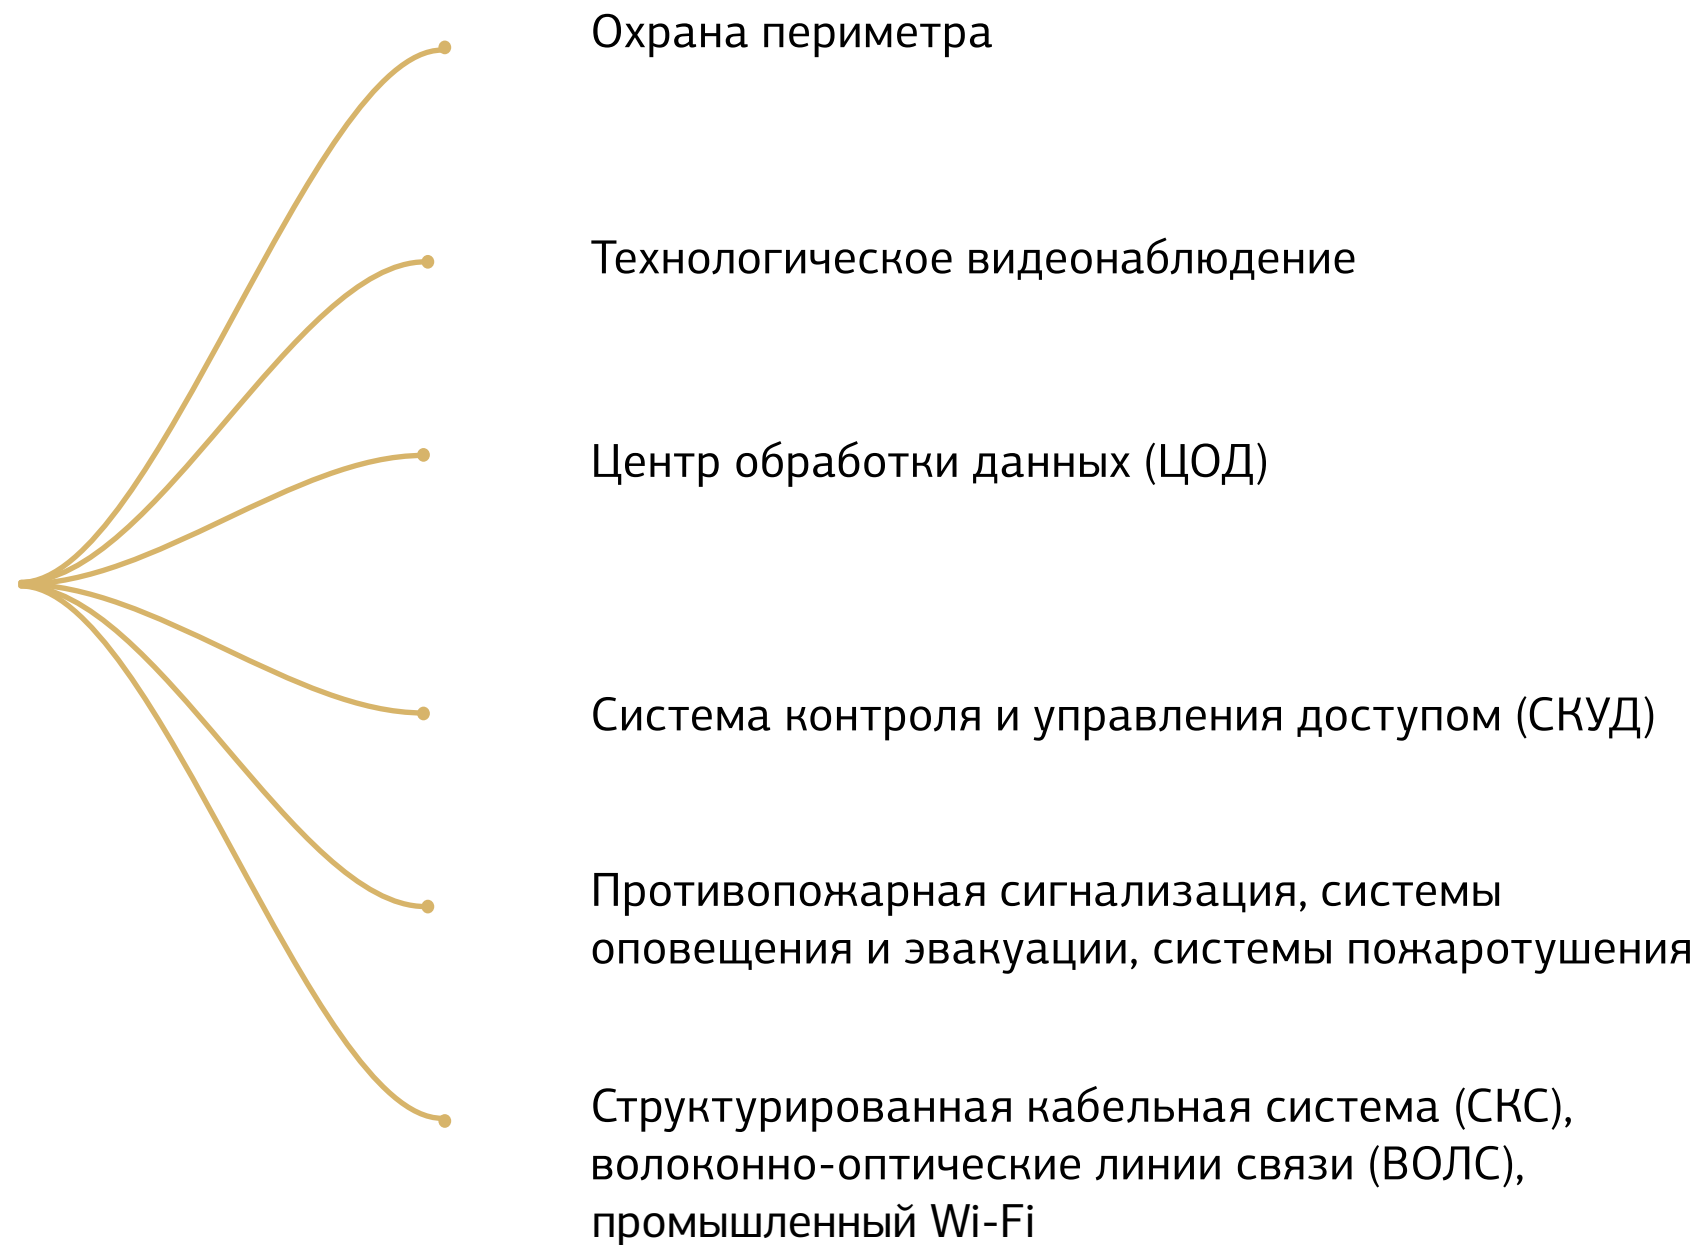 Охрана периметра
Технологическое видеонаблюдение
Центр обработки данных (ЦОД)
Система контроля и управления доступом (СКУД)
Противопожарная сигнализация, системы
оповещения и эвакуации, системы пожаротушения
Структурированная кабельная система (СКС),
волоконно-оптические линии связи (ВОЛС),
промышленный Wi-Fi